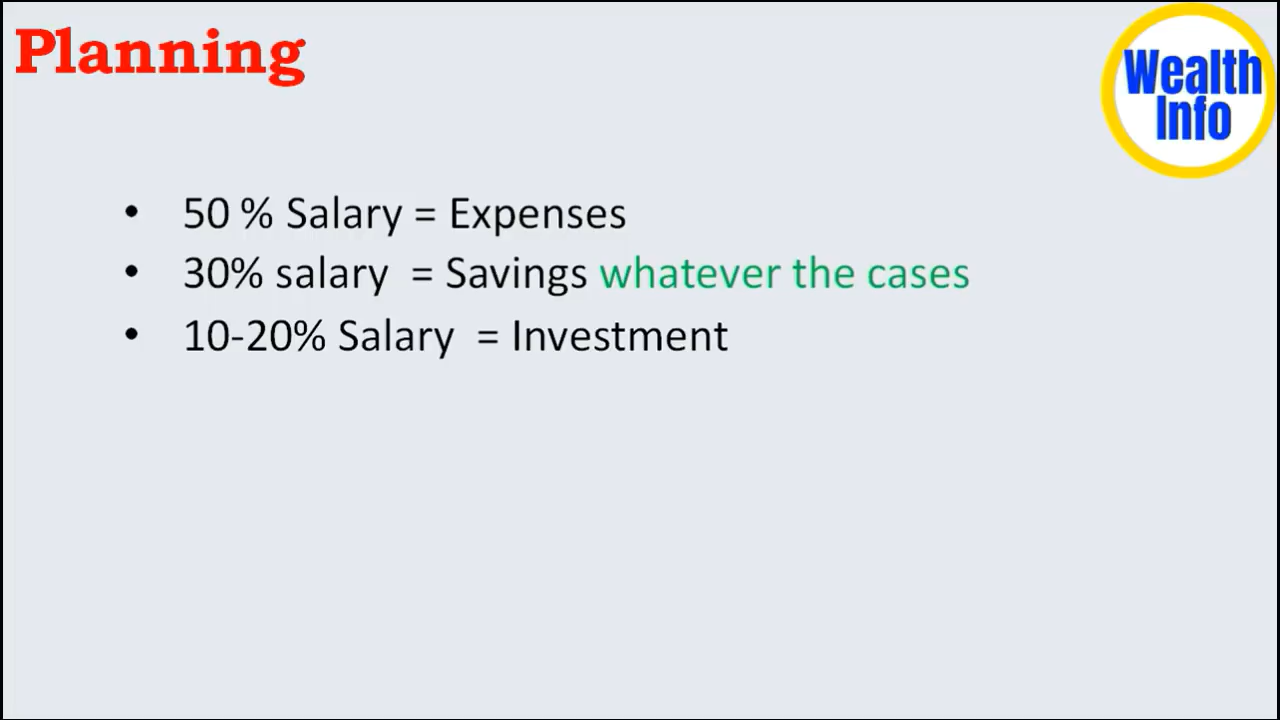 Planning
Wealth
Info
• 50 % Salary = Expenses
• 30% salary = Savings whatever the cases
• 10-20% Salary = Investment